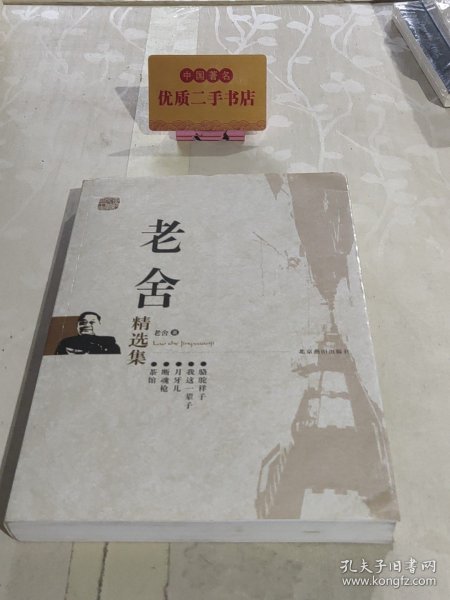 中国著名
优质二手书店
老舍
精选集
老舍 著
Lao she Jingxuanji
●骆驼祥子
●我这一辈子
●月牙儿
●断魂枪
●茶馆
北京燕山出版社
孔夫子旧书网
www.kongfz.com